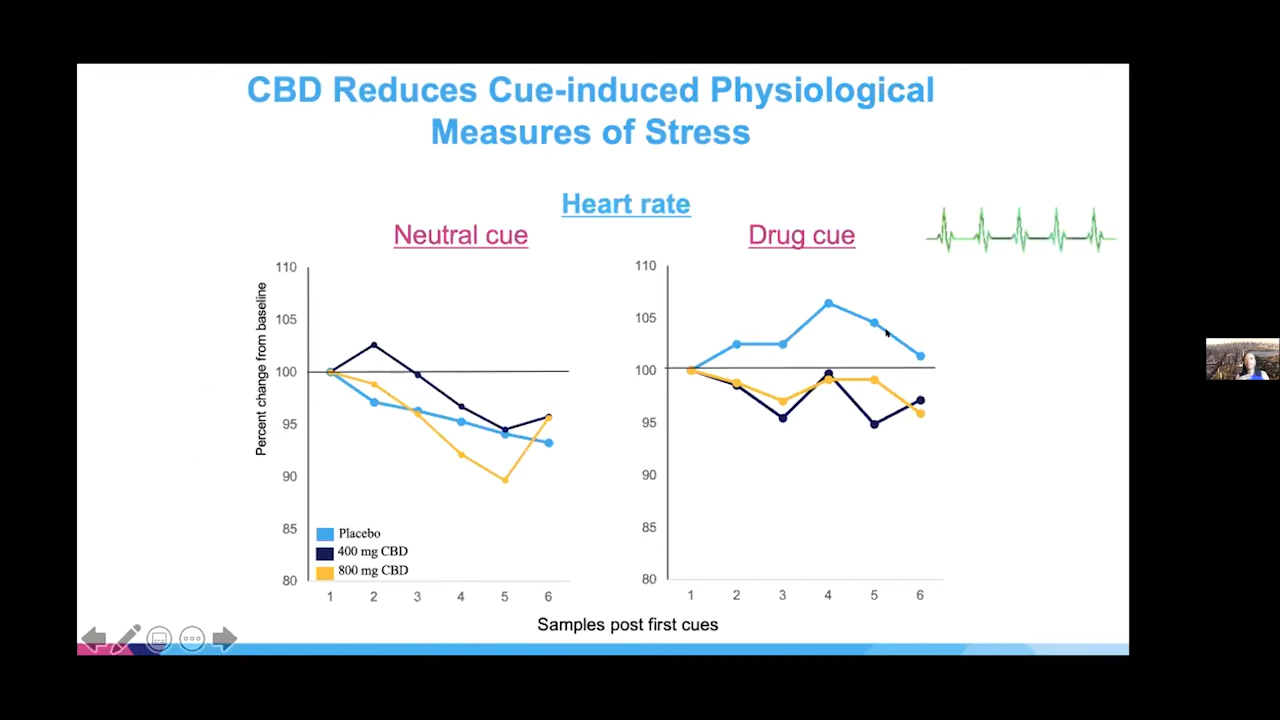 CBD Reduces Cue-induced Physiological
Measures of Stress
Heart rate
Neutral cue
Drug cue
Percent change from baseline
110
105
100
95
90
85
80
Placebo
400 mg CBD
800 mg CBD
1 2 3 4 5 6
110
105
100
95
90
85
80
1 2 3 4 5 6
Samples post first cues